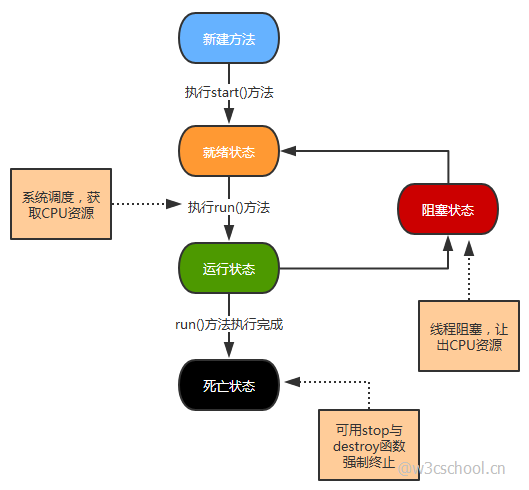 新建方法
执行start()方法
就绪状态
系统调度，获
取CPU资源
执行run()方法
阻塞状态
运行状态
线程阻塞，让
出CPU资源
run()方法执行完成
死亡状态
可用stop与
destroy函数
强制终止
@w3cschool.cn